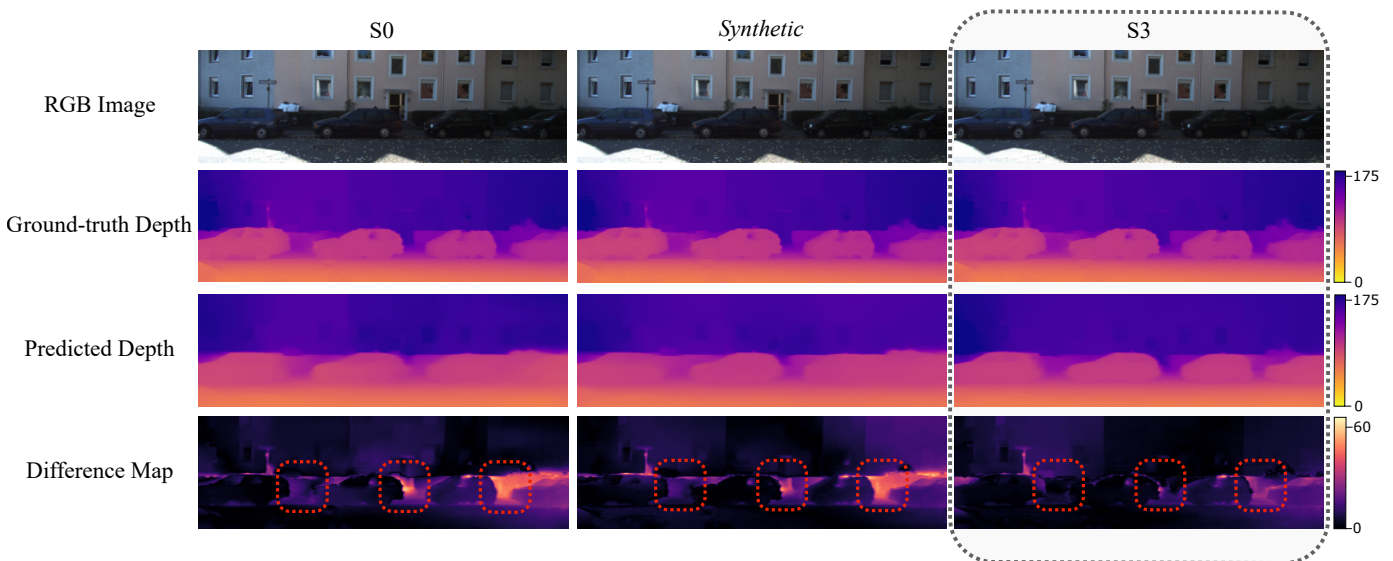 S0 Synthetic S3
RGB Image
Ground-truth Depth
175
0
Predicted Depth
175
0
Difference Map
60
0